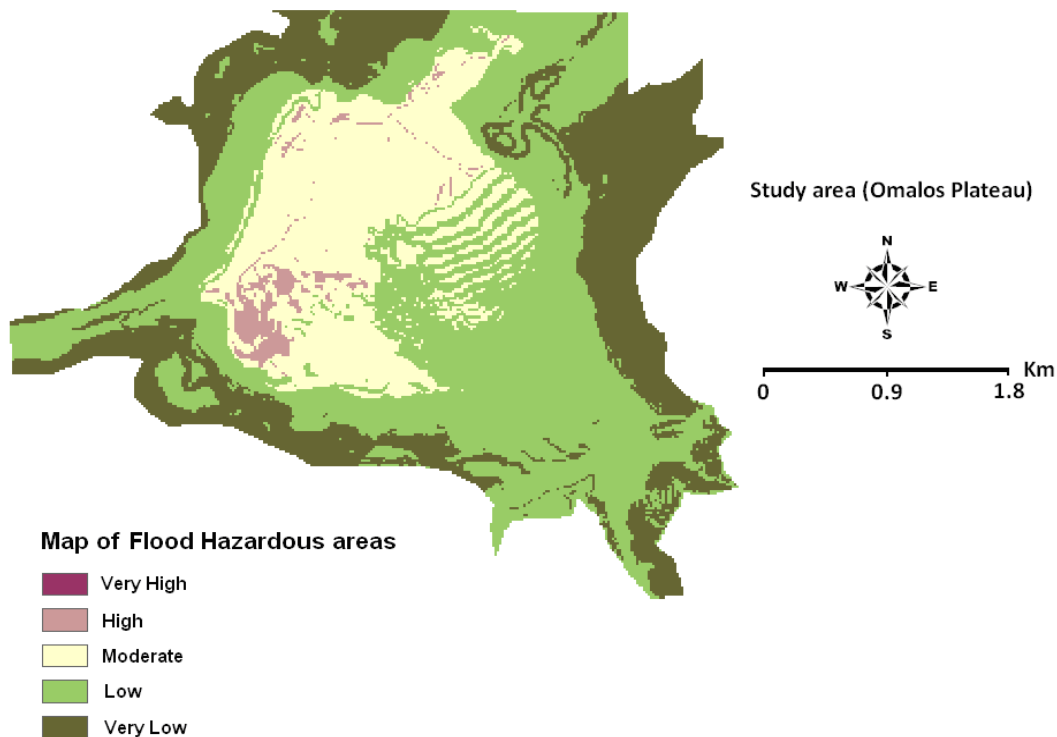 Study area (Omalos Plateau)
N
W E
S
Km
0 0.9 1.8
Map of Flood Hazardous areas
Very High
High
Moderate
Low
Very Low